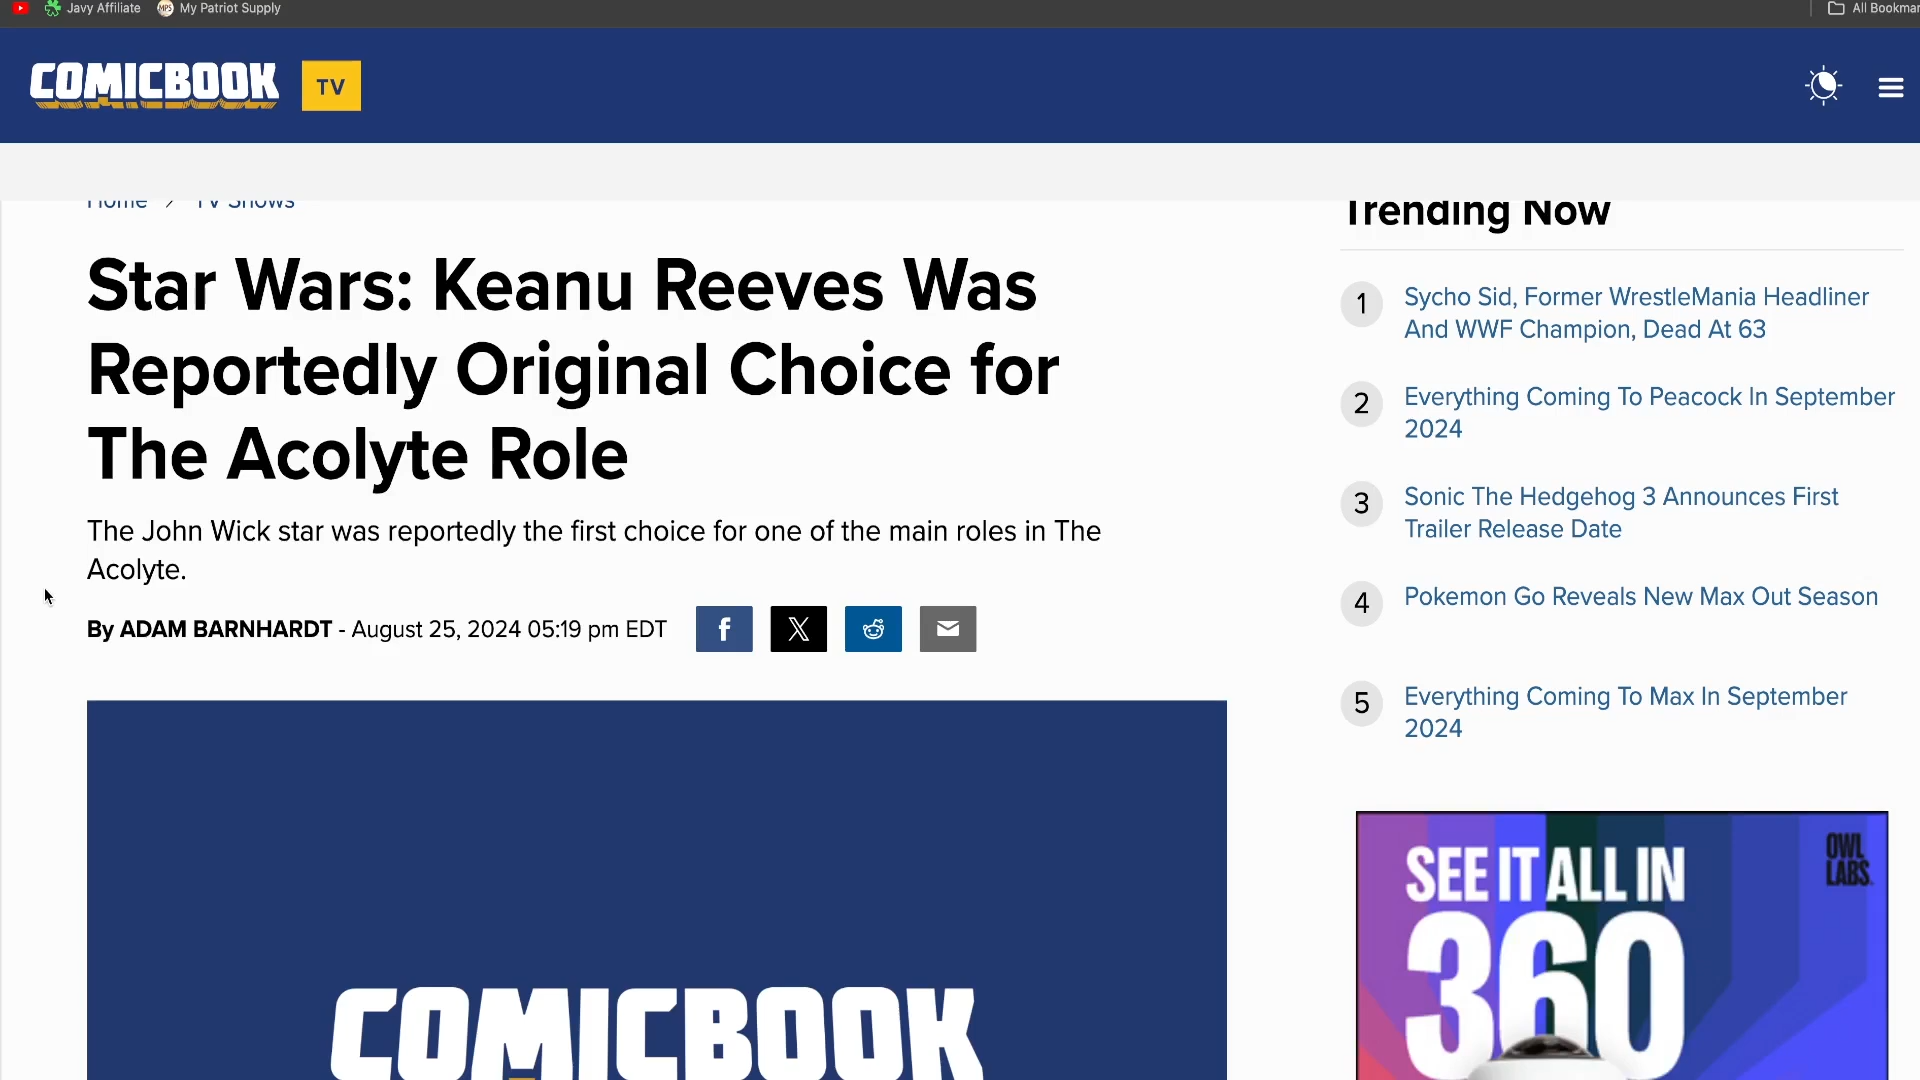 Javy Affiliate
MPS My Patriot Supply
All Bookmar
COMICBOOK TV
Home > TV Shows
Star Wars: Keanu Reeves Was
Reportedly Original Choice for
The Acolyte Role
The John Wick star was reportedly the first choice for one of the main roles in The
Acolyte.
By ADAM BARNHARDT - August 25, 2024 05:19 pm EDT
f X
COMICBOOK
Trending Now
1 Sycho Sid, Former WrestleMania Headliner
And WWF Champion, Dead At 63
2 Everything Coming To Peacock In September
2024
3 Sonic The Hedgehog 3 Announces First
Trailer Release Date
4 Pokemon Go Reveals New Max Out Season
5 Everything Coming To Max In September
2024
SEE IT ALL IN
360
OWL
LABS.